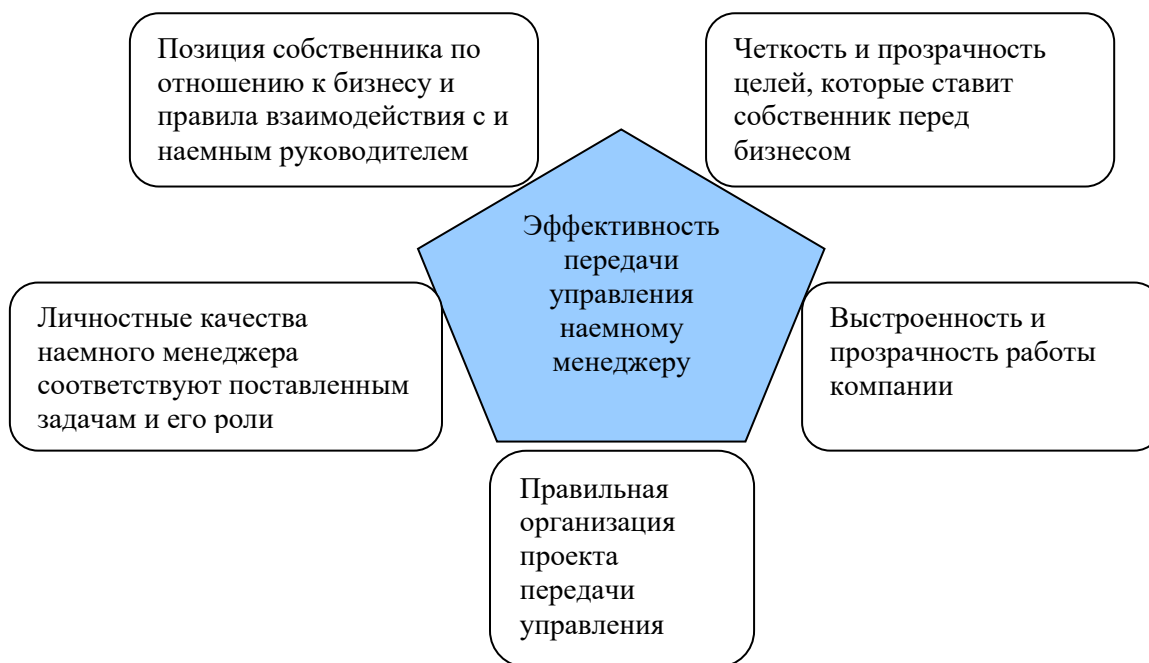 Позиция собственника по
отношению к бизнесу и
правила взаимодействия с и
наемным руководителем
Четкость и прозрачность
целей, которые ставит
собственник перед
бизнесом
Эффективность
передачи
управления
наемному
менеджеру
Личностные качества
наемного менеджера
соответствуют поставленным
задачам и его роли
Выстроенность и
прозрачность работы
компании
Правильная
организация
проекта
передачи
управления